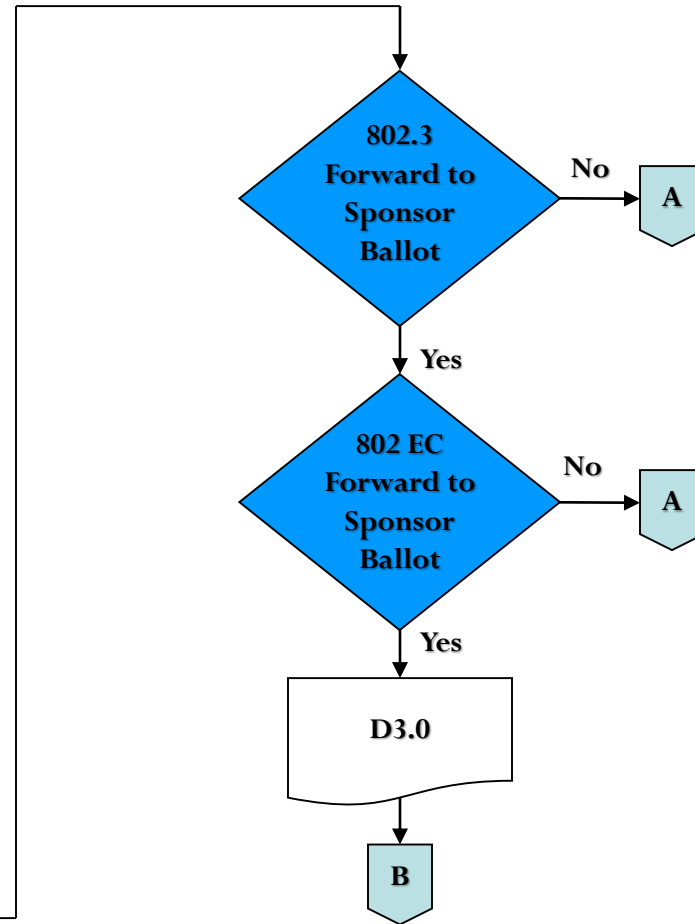 802.3
Forward to
Sponsor
Ballot
No
A
Yes
802 EC
Forward to
Sponsor
Ballot
No
A
Yes
D3.0
B